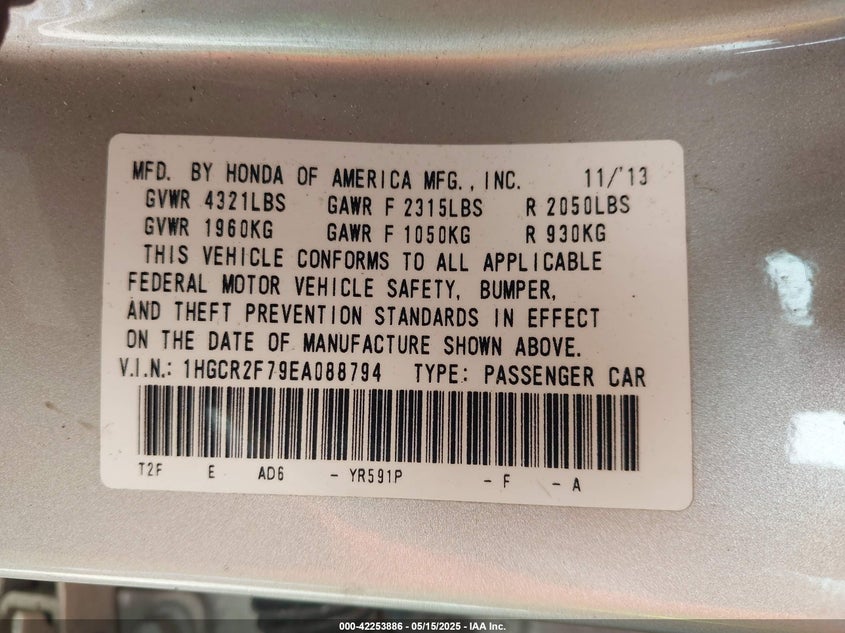 MFD. BY HONDA OF AMERICA MFG., INC. 11/'13
GVWR 4321LBS GAWR F 2315LBS R 2050LBS
GVWR 1960KG GAWR F 1050KG R 930KG
THIS VEHICLE CONFORMS TO ALL APPLICABLE
FEDERAL MOTOR VEHICLE SAFETY, BUMPER,
AND THEFT PREVENTION STANDARDS IN EFFECT
ON THE DATE OF MANUFACTURE SHOWN ABOVE.
V.I.N.: 1HGCR2F79EA088794 TYPE: PASSENGER CAR
T2F E AD6 - YR591P - F - A
000-42253886 - 05/15/2025 - IAA Inc.